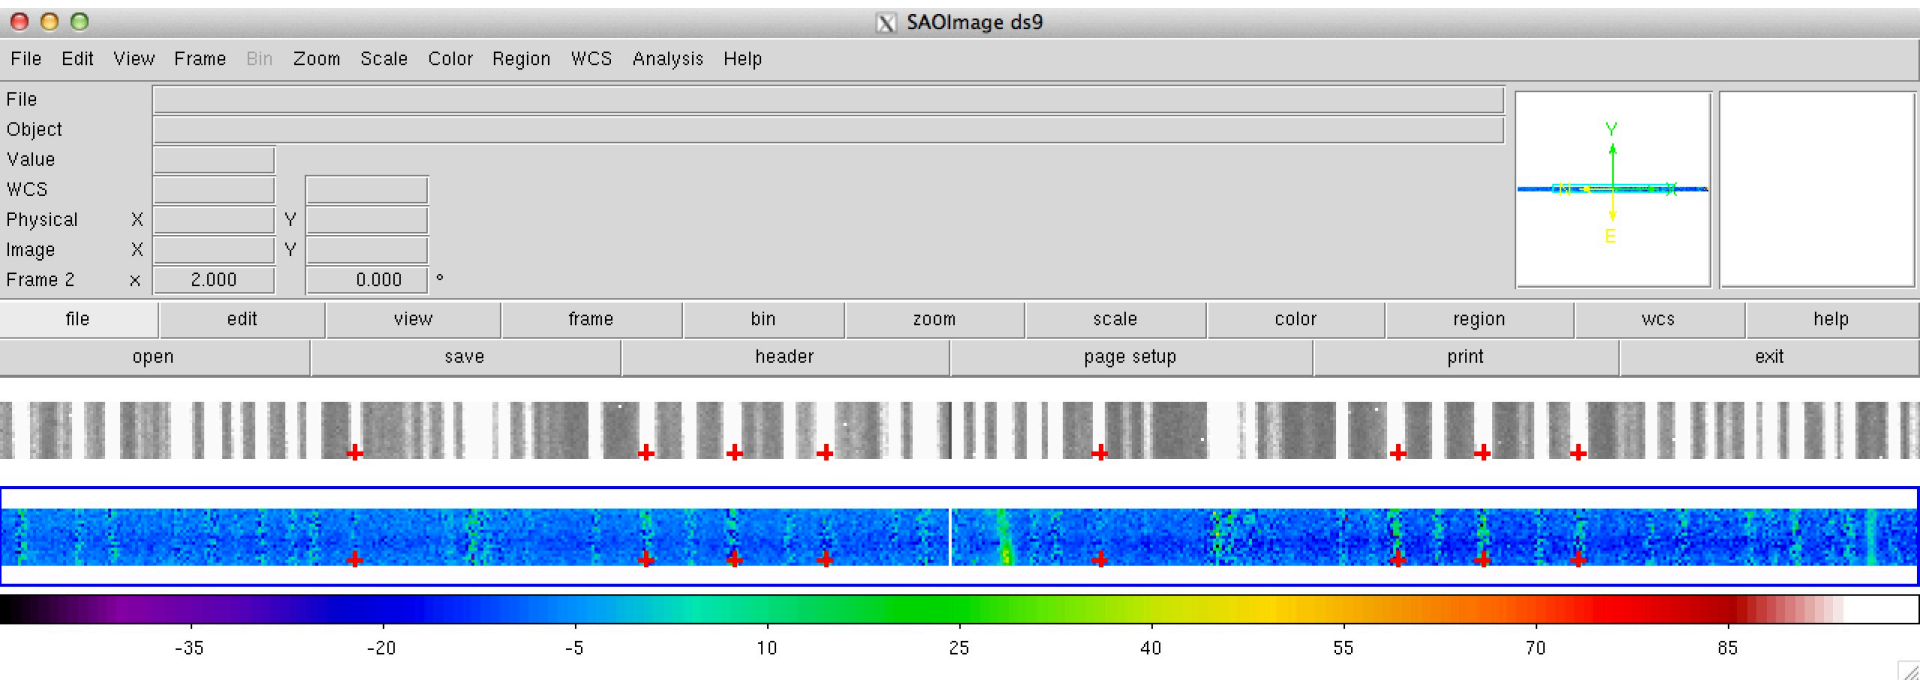 SAOImage ds9
File Edit View Frame Bin Zoom Scale Color Region WCS Analysis Help
File
Object
Value
WCS
Physical X Y
Image X Y
Frame 2 x 2.000 0.000 °
Y
N X
E
file edit view frame bin zoom scale color region wcs help
open save header page setup print exit
-35 -20 -5 10 25 40 55 70 85